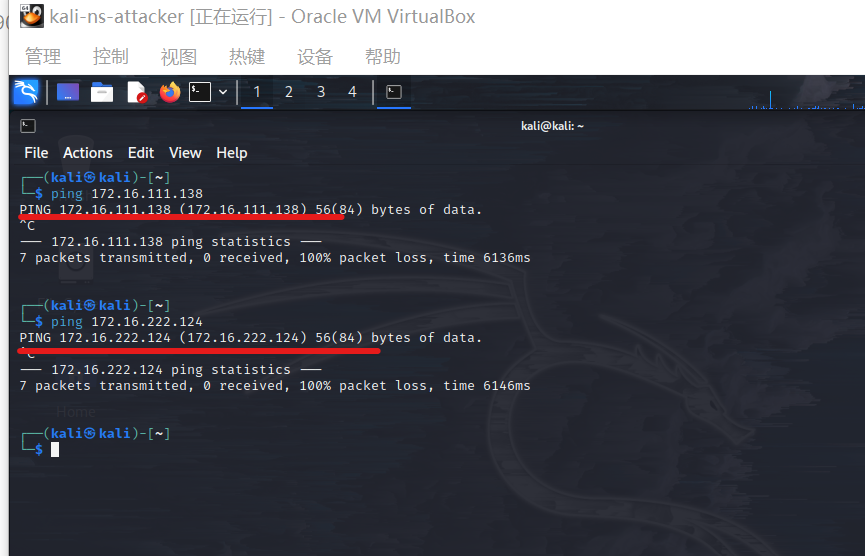 kali-ns-attacker [正在运行] - Oracle VM VirtualBox
管理 控制 视图 热键 设备 帮助
1 2 3 4
kali@kali: ~
File Actions Edit View Help
┌──(kali㉿kali)-[~]
└─$ ping 172.16.111.138
PING 172.16.111.138 (172.16.111.138) 56(84) bytes of data.
^C
--- 172.16.111.138 ping statistics ---
7 packets transmitted, 0 received, 100% packet loss, time 6136ms
┌──(kali㉿kali)-[~]
└─$ ping 172.16.222.124
PING 172.16.222.124 (172.16.222.124) 56(84) bytes of data.
^C
--- 172.16.222.124 ping statistics ---
7 packets transmitted, 0 received, 100% packet loss, time 6146ms
Home
┌──(kali㉿kali)-[~]
└─$